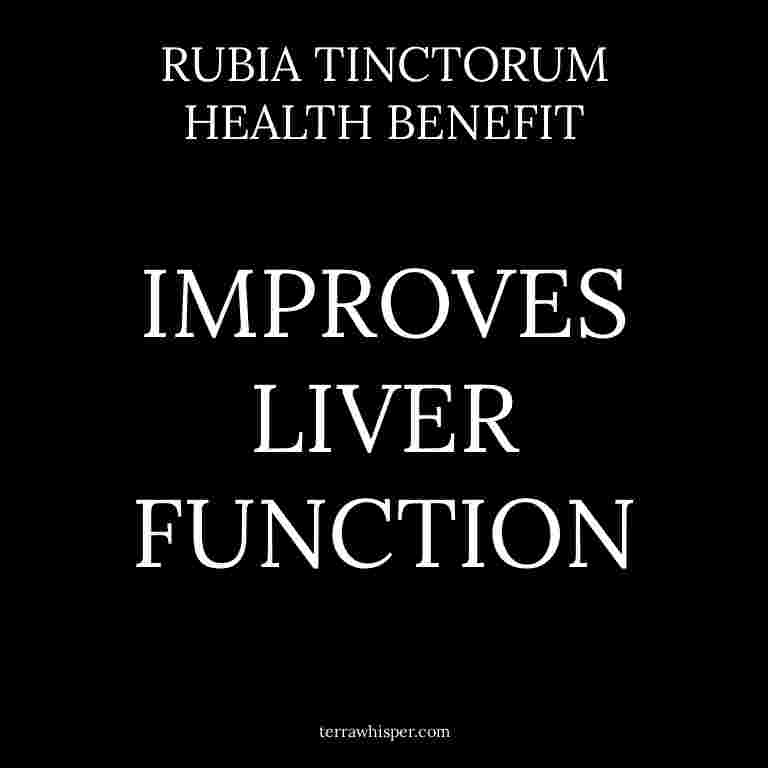 RUBIA TINCTORUM
HEALTH BENEFIT
IMPROVES
LIVER
FUNCTION
terrawhisper.com